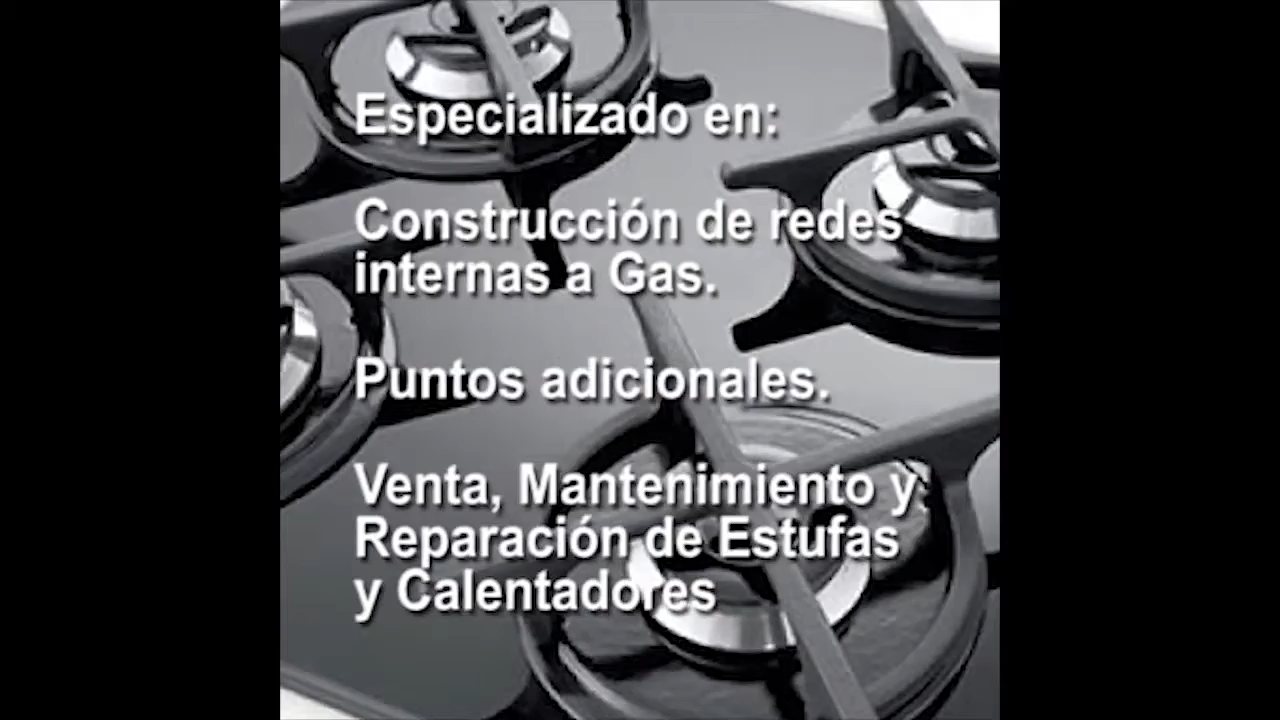 Especializado en:
Construcción de redes
internas a Gas.
Puntos adicionales.
Venta, Mantenimiento y
Reparación de Estufas
y Calentadores